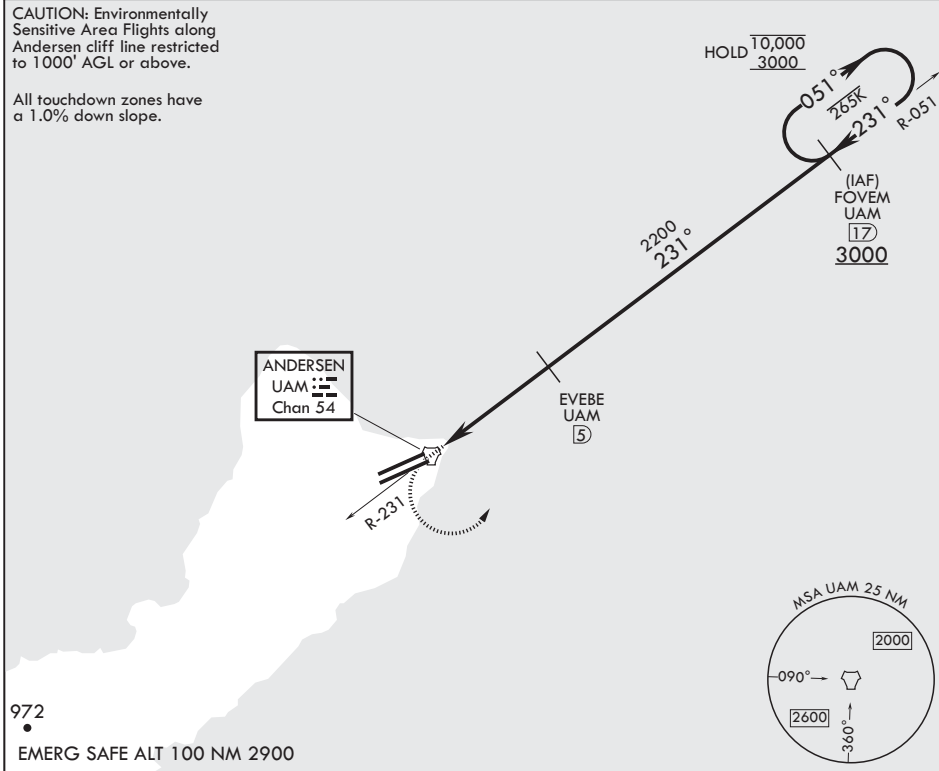 CAUTION: Environmentally
Sensitive Area Flights along
Andersen cliff line restricted
to 1000' AGL or above.
All touchdown zones have
a 1.0% down slope.
HOLD 10,000
3000
051°
265K
231°
R-051
(IAF)
FOVEM
UAM
17
3000
2200
231°
ANDERSEN
UAM
Chan 54
EVEBE
UAM
5
R-231
MSA UAM 25 NM
2000
090°
2600
360°
972
EMERG SAFE ALT 100 NM 2900